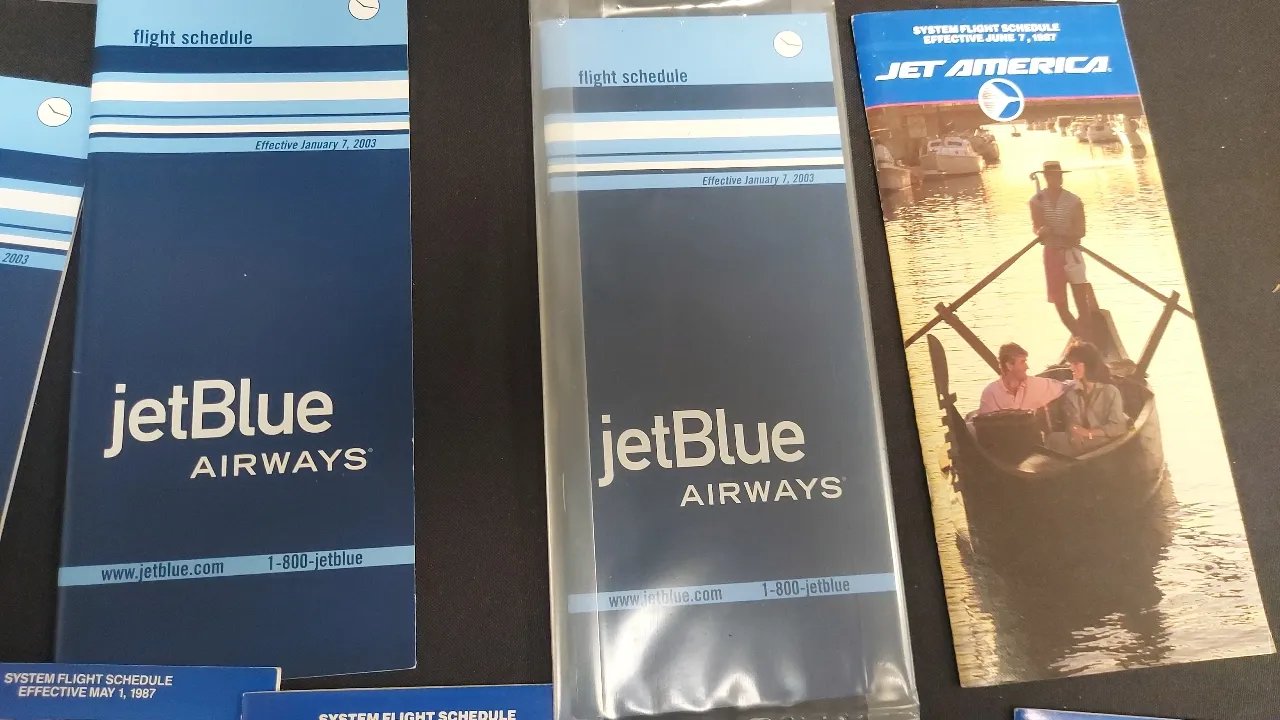 flight schedule
Effective January 7, 2003
jetBlue
AIRWAYS®
www.jetblue.com 1-800-jetblue
flight schedule
Effective January 7, 2003
jetBlue
AIRWAYS®
www.jetblue.com 1-800-jetblue
SYSTEM FLIGHT SCHEDULE
EFFECTIVE JUNE 7, 1987
JET AMERICA
2003
SYSTEM FLIGHT SCHEDULE
EFFECTIVE MAY 1, 1987
SYSTEM FLIGHT SCHEDULE